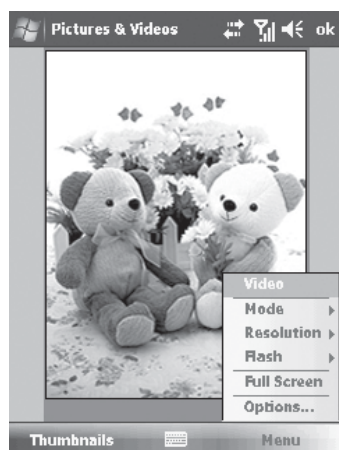 Pictures & Videos ok
Video
Mode
Resolution
Flash
Full Screen
Options...
Thumbnails Menu